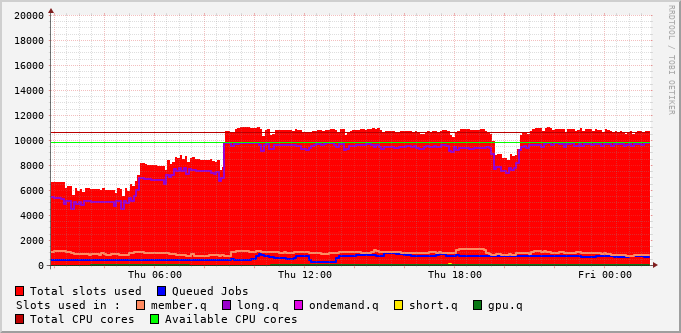 20000
18000
16000
14000
12000
10000
8000
6000
4000
2000
0
Thu 06:00 Thu 12:00 Thu 18:00 Fri 00:00
Total slots used Queued Jobs
Slots used in : member.q long.q ondemand.q short.q gpu.q
Total CPU cores Available CPU cores
RRDTOOL / TOBI OETIKER